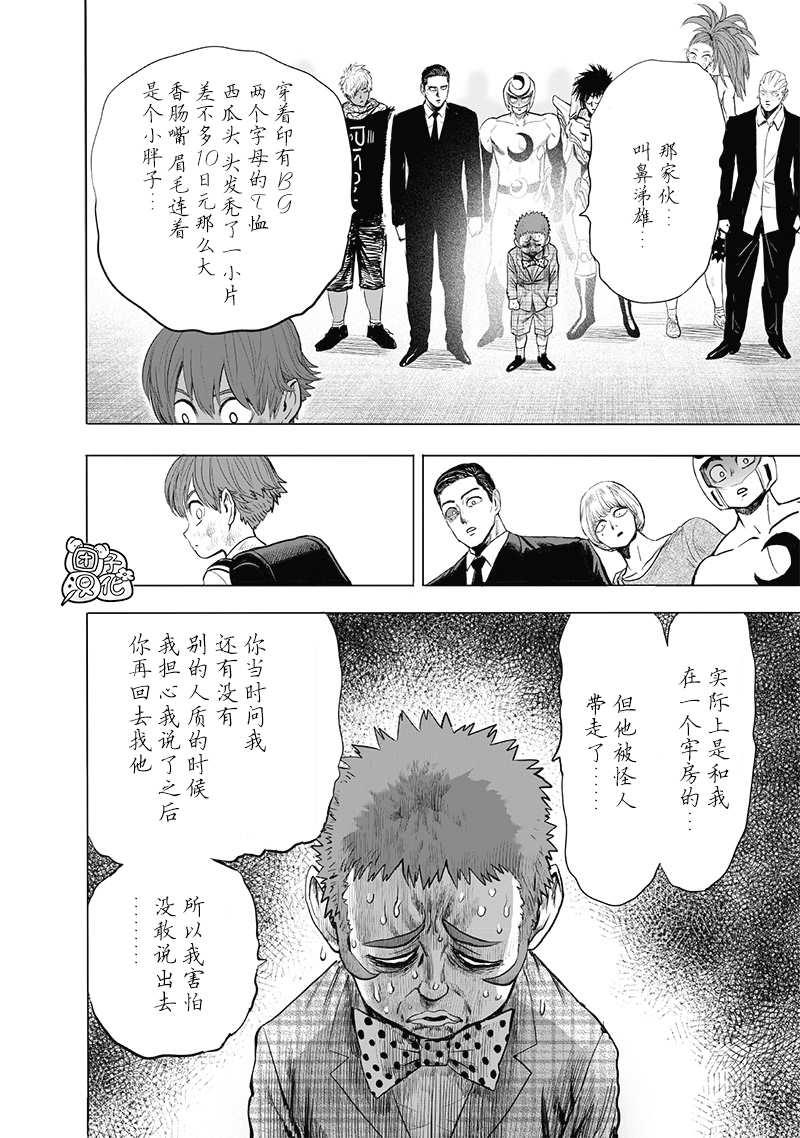 那家伙…
叫鼻涕雄…
穿着印有BG
两个字母的T恤
西瓜头 头发秃了一小片
差不多10日元那么大
香肠嘴 眉毛连着
是个小胖子…
团子
汉化
实际上是和我
在一个牢房的…
但他被怪人
带走了……
你当时问我
还有没有
别的人质的时候
我担心我说了之后
你再回去找他
所以我害怕
没敢说出去
………